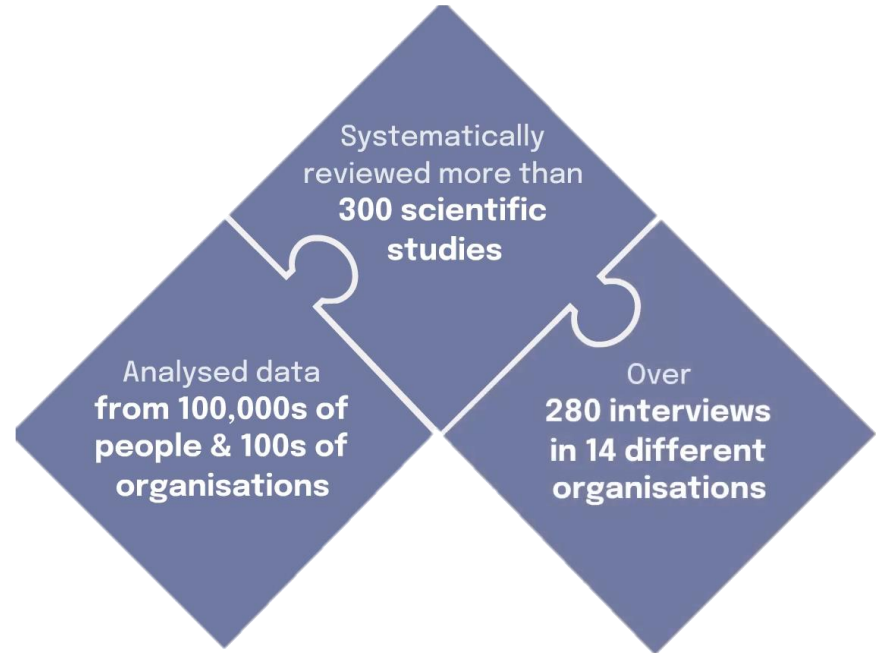 Systematically
reviewed more than
300 scientific
studies
Analysed data
from 100,000s of
people & 100s of
organisations
Over
280 interviews
in 14 different
organisations